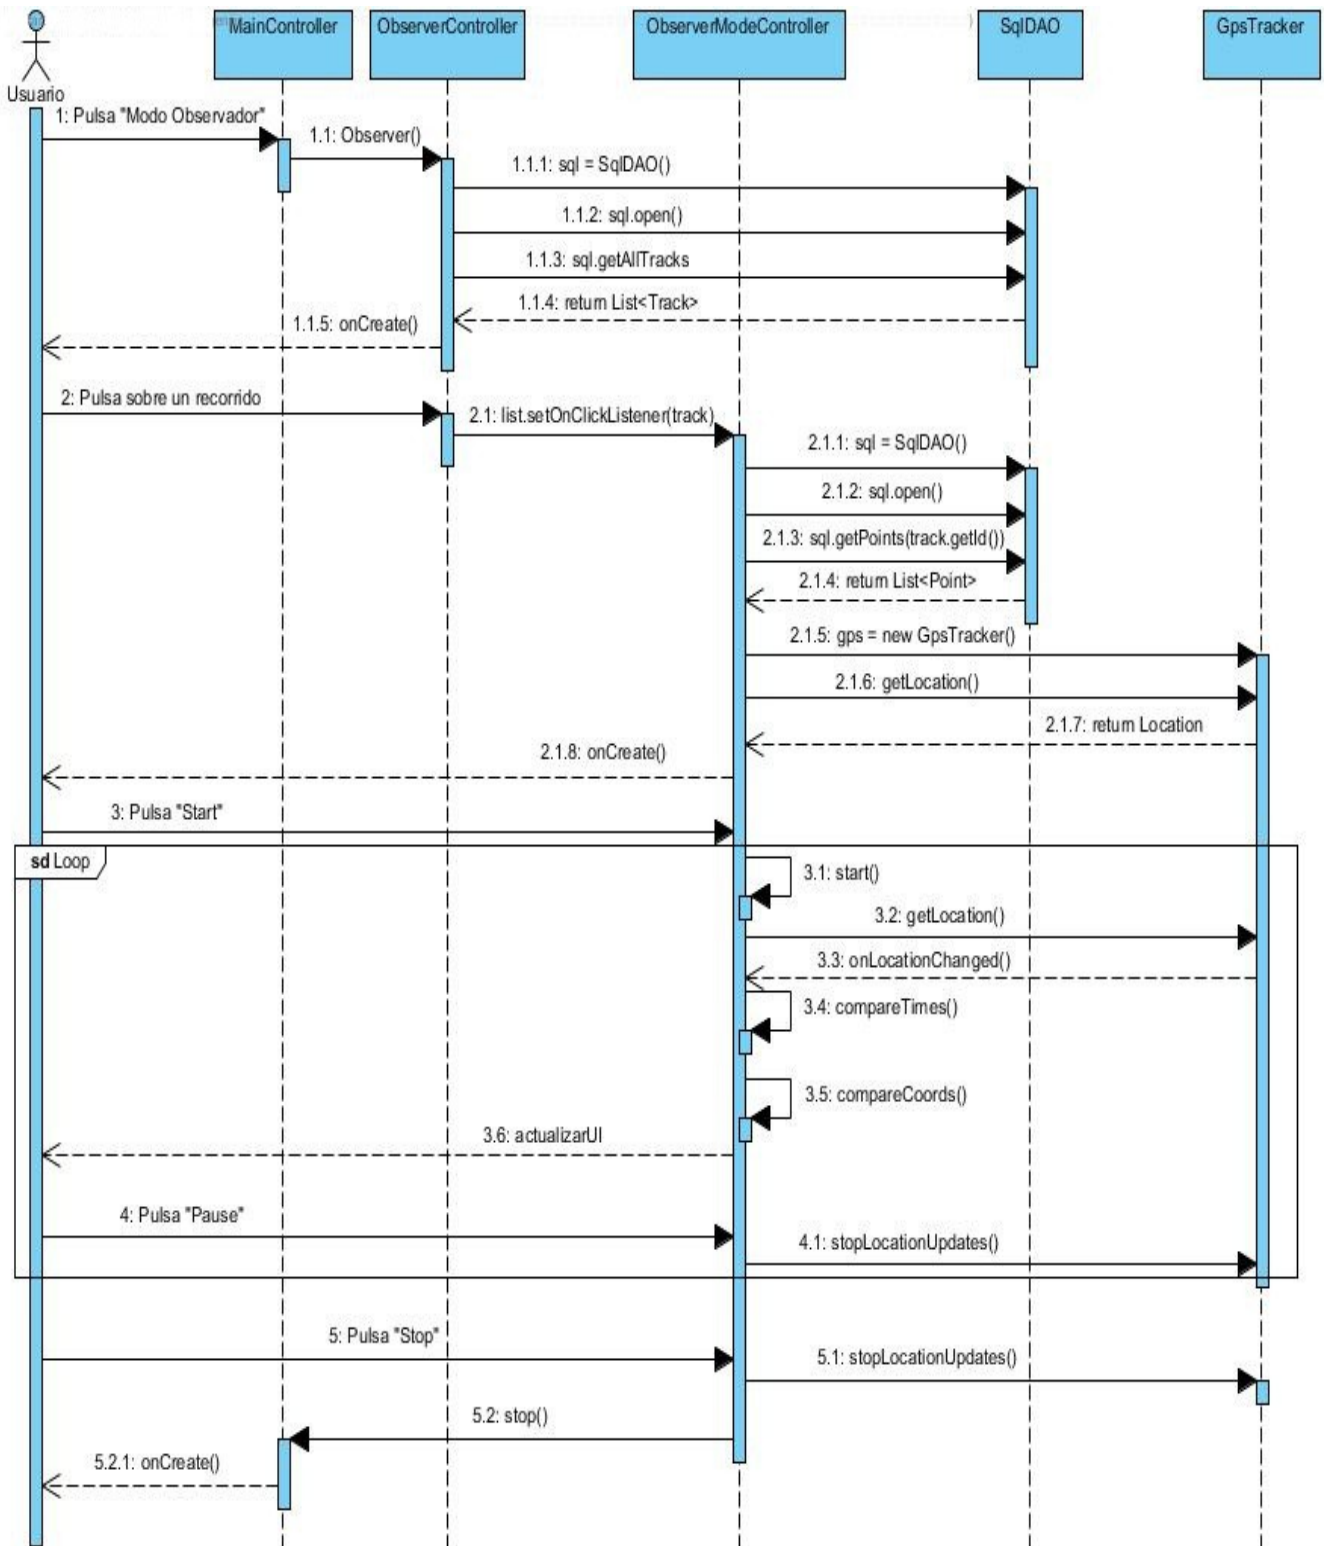 MainController
ObserverController
ObserverModeController
SqlDAO
GpsTracker
Usuario
1: Pulsa "Modo Observador"
1.1: Observer()
1.1.1: sql = SqlDAO()
1.1.2: sql.open()
1.1.3: sql.getAllTracks
1.1.4: return List<Track>
1.1.5: onCreate()
2: Pulsa sobre un recorrido
2.1: list.setOnClickListener(track)
2.1.1: sql = SqlDAO()
2.1.2: sql.open()
2.1.3: sql.getPoints(track.getId())
2.1.4: return List<Point>
2.1.5: gps = new GpsTracker()
2.1.6: getLocation()
2.1.7: return Location
2.1.8: onCreate()
3: Pulsa "Start"
sd Loop
3.1: start()
3.2: getLocation()
3.3: onLocationChanged()
3.4: compareTimes()
3.5: compareCoords()
3.6: actualizarUI
4: Pulsa "Pause"
4.1: stopLocationUpdates()
5: Pulsa "Stop"
5.1: stopLocationUpdates()
5.2: stop()
5.2.1: onCreate()